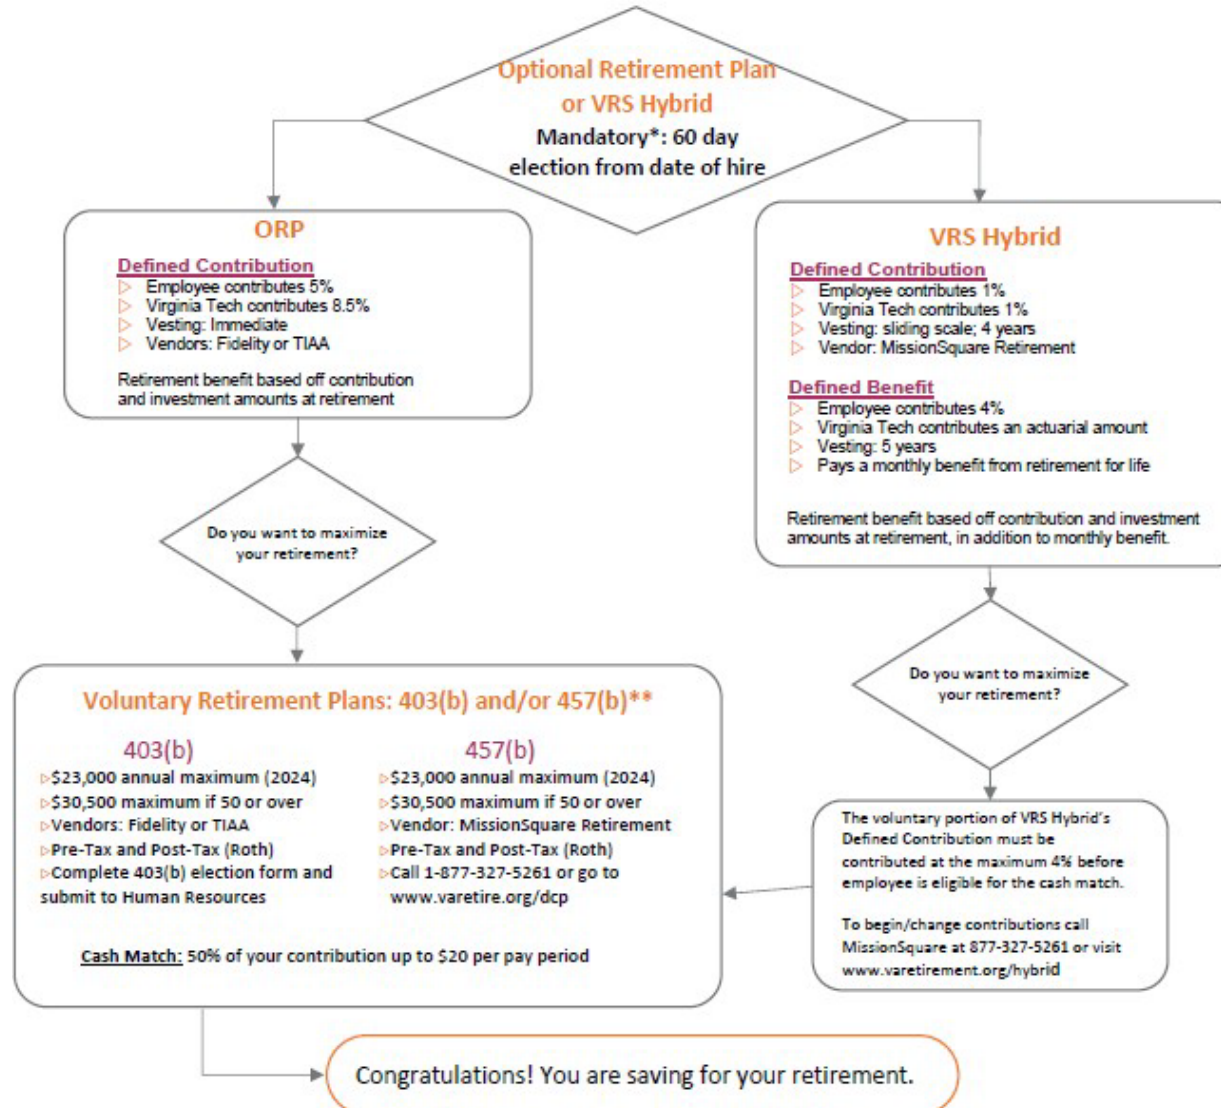 Optional Retirement Plan
or VRS Hybrid
Mandatory*: 60 day
election from date of hire
ORP
Defined Contribution
▷ Employee contributes 5%
▷ Virginia Tech contributes 8.5%
▷ Vesting: Immediate
▷ Vendors: Fidelity or TIAA
Retirement benefit based off contribution
and investment amounts at retirement
VRS Hybrid
Defined Contribution
▷ Employee contributes 1%
▷ Virginia Tech contributes 1%
▷ Vesting: sliding scale; 4 years
▷ Vendor: MissionSquare Retirement
Defined Benefit
▷ Employee contributes 4%
▷ Virginia Tech contributes an actuarial amount
▷ Vesting: 5 years
▷ Pays a monthly benefit from retirement for life
Retirement benefit based off contribution and investment
amounts at retirement, in addition to monthly benefit.
Do you want to maximize
your retirement?
Do you want to maximize
your retirement?
Voluntary Retirement Plans: 403(b) and/or 457(b)**
403(b)
▷$23,000 annual maximum (2024)
▷$30,500 maximum if 50 or over
▷Vendors: Fidelity or TIAA
▷Pre-Tax and Post-Tax (Roth)
▷Complete 403(b) election form and
submit to Human Resources
457(b)
▷$23,000 annual maximum (2024)
▷$30,500 maximum if 50 or over
▷Vendor: MissionSquare Retirement
▷Pre-Tax and Post-Tax (Roth)
▷Call 1-877-327-5261 or go to
www.varetire.org/dcp
Cash Match: 50% of your contribution up to $20 per pay period
The voluntary portion of VRS Hybrid's
Defined Contribution must be
contributed at the maximum 4% before
employee is eligible for the cash match.
To begin/change contributions call
MissionSquare at 877-327-5261 or visit
www.varetirement.org/hybrid
Congratulations! You are saving for your retirement.